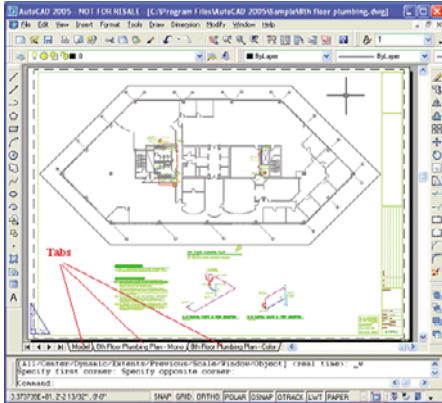 AutoCAD 2005 - NOT FOR RESALE - [C:\Program Files\AutoCAD 2005\Sample\8th floor plumbing.dwg]
File Edit View Insert Format Tools Draw Dimension Modify Window Help
0
ByLayer
ByLayer
Tabs
Model
8th Floor Plumbing Plan - Mono
8th Floor Plumbing Plan - Color
[All/Center/Dynamic/Extents/Previous/Scale/Window/Object] <real time>: _w
Specify first corner: Specify opposite corner:
Command:
SNAP GRID ORTHO POLAR OSNAP OTRACK LWT PAPER